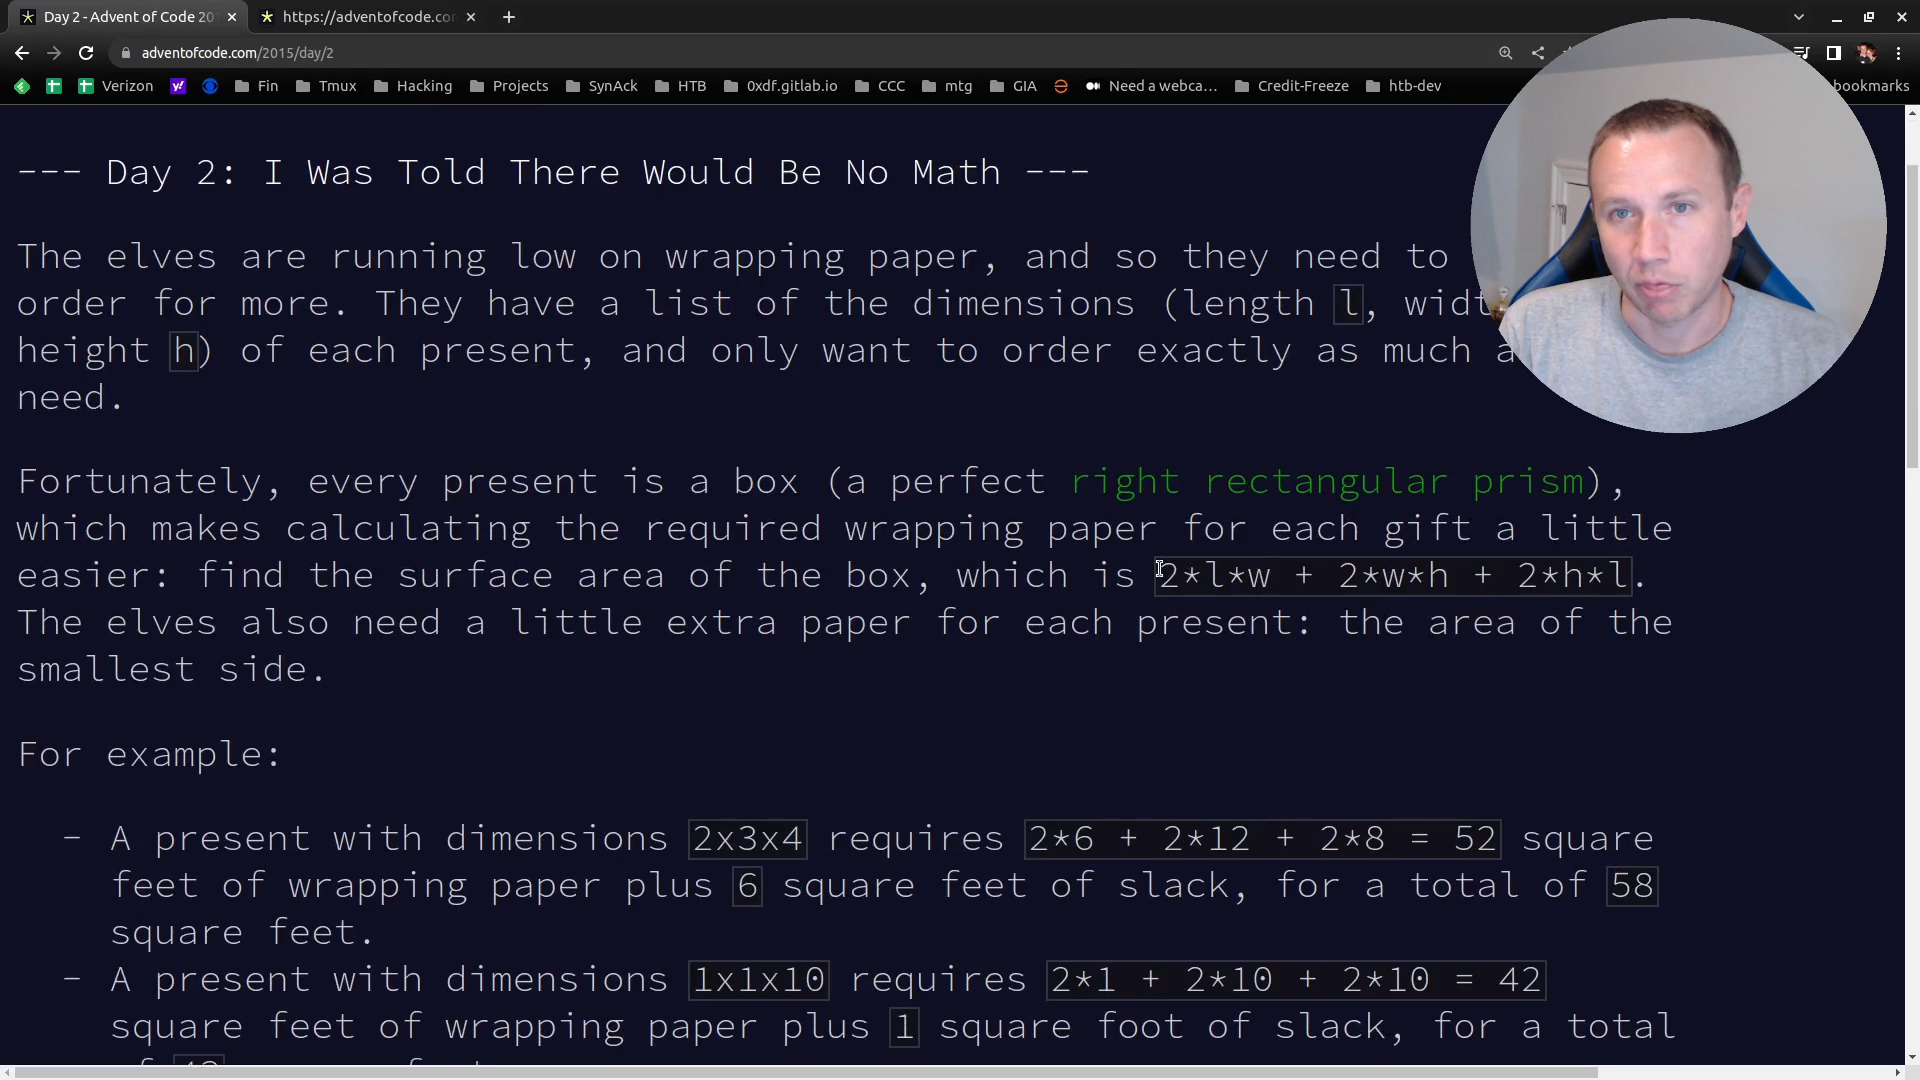 Day 2 - Advent of Code 20
https://adventofcode.co
adventofcode.com/2015/day/2
Verizon
Fin
Tmux
Hacking
Projects
SynAck
HTB
0xdf.gitlab.io
CCC
mtg
GIA
Need a webca...
Credit-Freeze
htb-dev
bookmarks
--- Day 2: I Was Told There Would Be No Math ---
The elves are running low on wrapping paper, and so they need to
order for more. They have a list of the dimensions (length l,
height h) of each present, and only want to order exactly as much
need.
Fortunately, every present is a box (a perfect right rectangular prism),
which makes calculating the required wrapping paper for each gift a little
easier: find the surface area of the box, which is 2*l*w + 2*w*h + 2*h*l.
The elves also need a little extra paper for each present: the area of the
smallest side.
For example:
- A present with dimensions 2x3x4 requires 2*6 + 2*12 + 2*8 = 52 square
feet of wrapping paper plus 6 square feet of slack, for a total of 58
square feet.
- A present with dimensions 1x1x10 requires 2*1 + 2*10 + 2*10 = 42
square feet of wrapping paper plus 1 square foot of slack, for a total